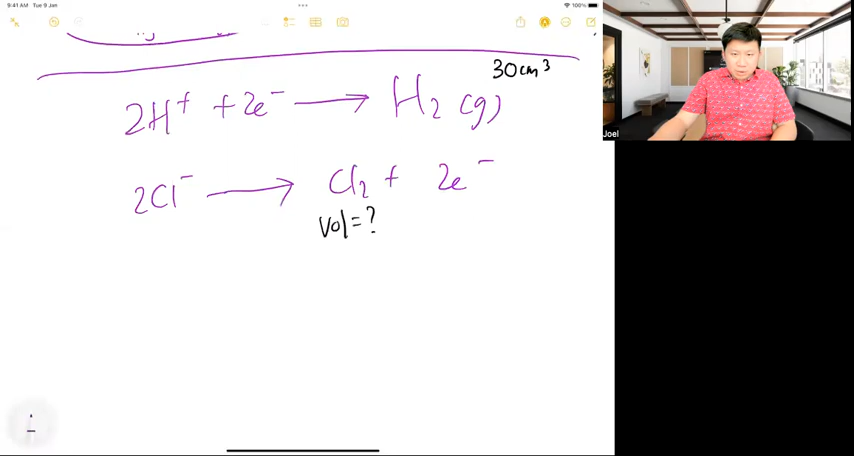 9:41 AM Tue 9 Jan
100%
30cm³
2H⁺ + 2e⁻ → H₂ (g)
2Cl⁻ → Cl₂ + 2e⁻
Vol = ?
Joel